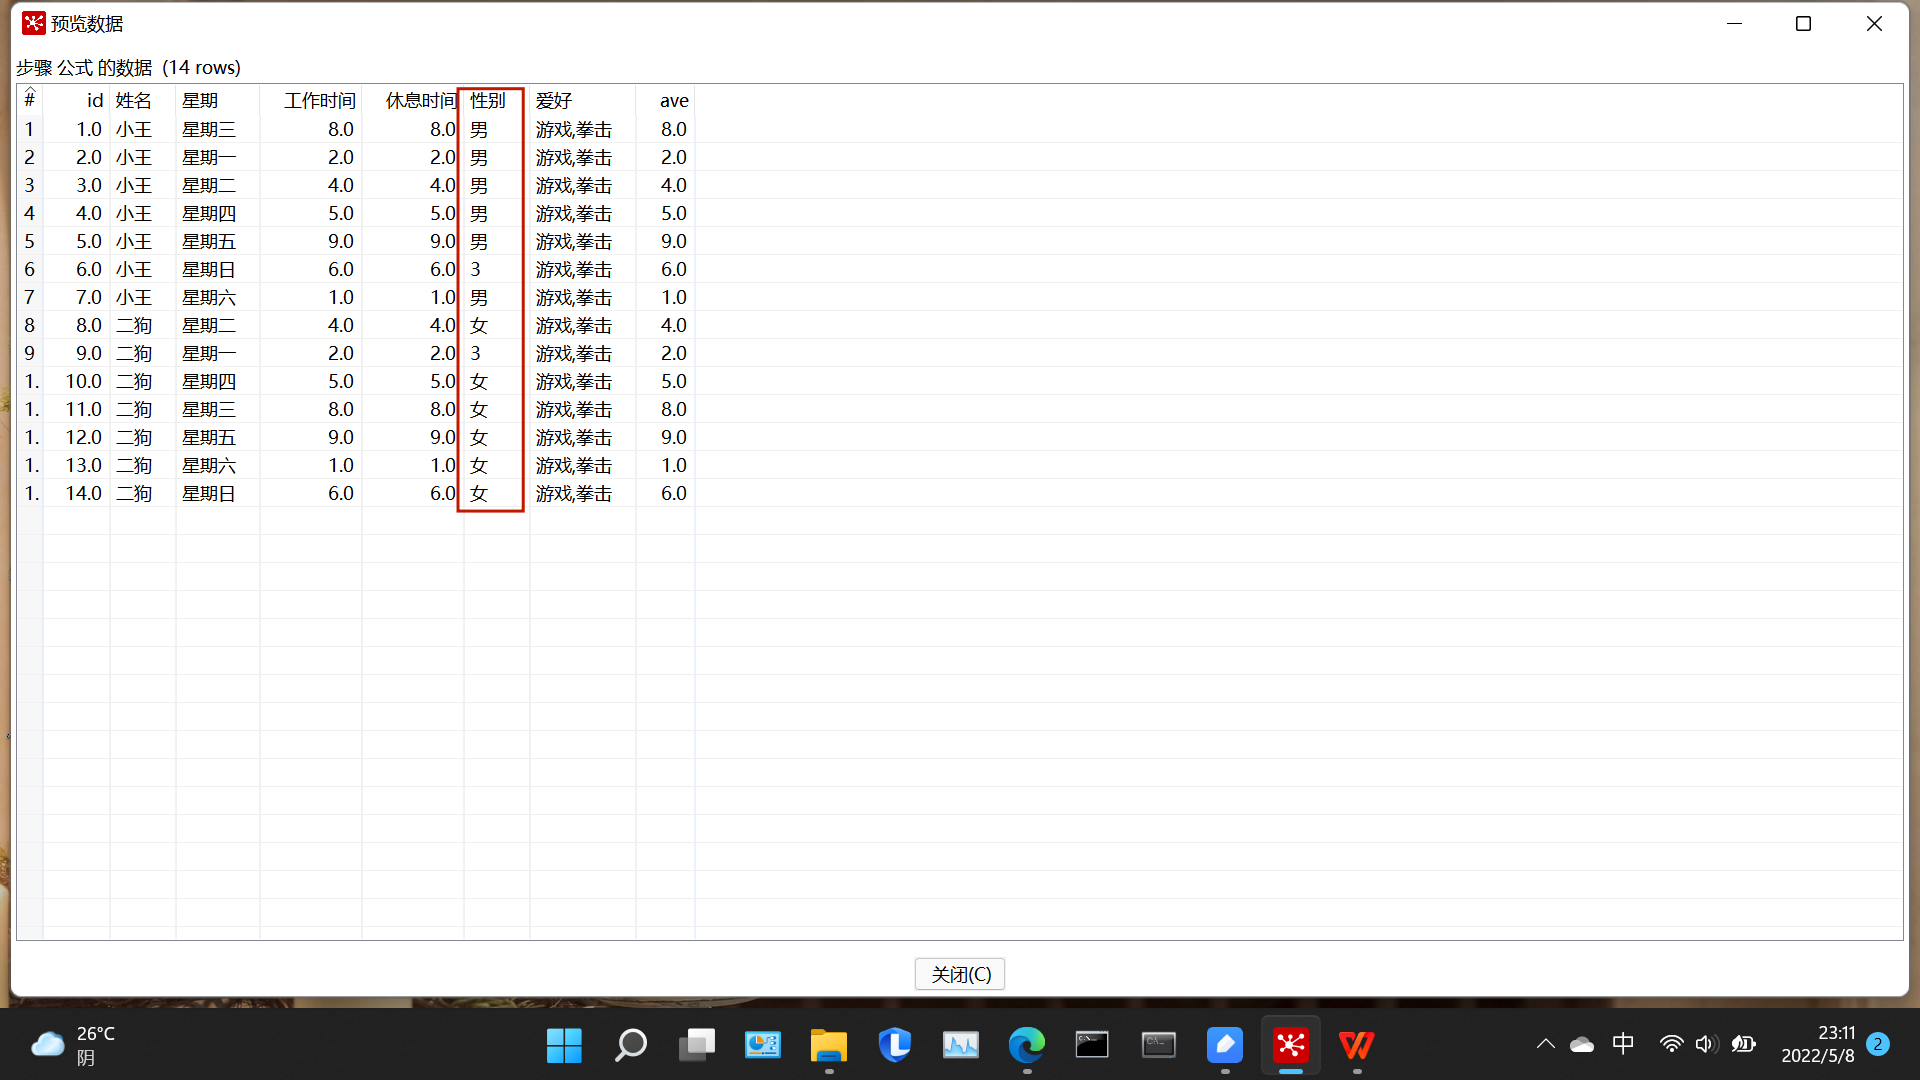 预览数据
步骤 公式 的数据 (14 rows)
# id 姓名 星期 工作时间 休息时间 性别 爱好 ave
1 1.0 小王 星期三 8.0 8.0 男 游戏,拳击 8.0
2 2.0 小王 星期一 2.0 2.0 男 游戏,拳击 2.0
3 3.0 小王 星期二 4.0 4.0 男 游戏,拳击 4.0
4 4.0 小王 星期四 5.0 5.0 男 游戏,拳击 5.0
5 5.0 小王 星期五 9.0 9.0 男 游戏,拳击 9.0
6 6.0 小王 星期日 6.0 6.0 3 游戏,拳击 6.0
7 7.0 小王 星期六 1.0 1.0 男 游戏,拳击 1.0
8 8.0 二狗 星期二 4.0 4.0 女 游戏,拳击 4.0
9 9.0 二狗 星期一 2.0 2.0 3 游戏,拳击 2.0
1. 10.0 二狗 星期四 5.0 5.0 女 游戏,拳击 5.0
1. 11.0 二狗 星期三 8.0 8.0 女 游戏,拳击 8.0
1. 12.0 二狗 星期五 9.0 9.0 女 游戏,拳击 9.0
1. 13.0 二狗 星期六 1.0 1.0 女 游戏,拳击 1.0
1. 14.0 二狗 星期日 6.0 6.0 女 游戏,拳击 6.0
关闭(C)
26°C
阴
中
23:11
2022/5/8
2